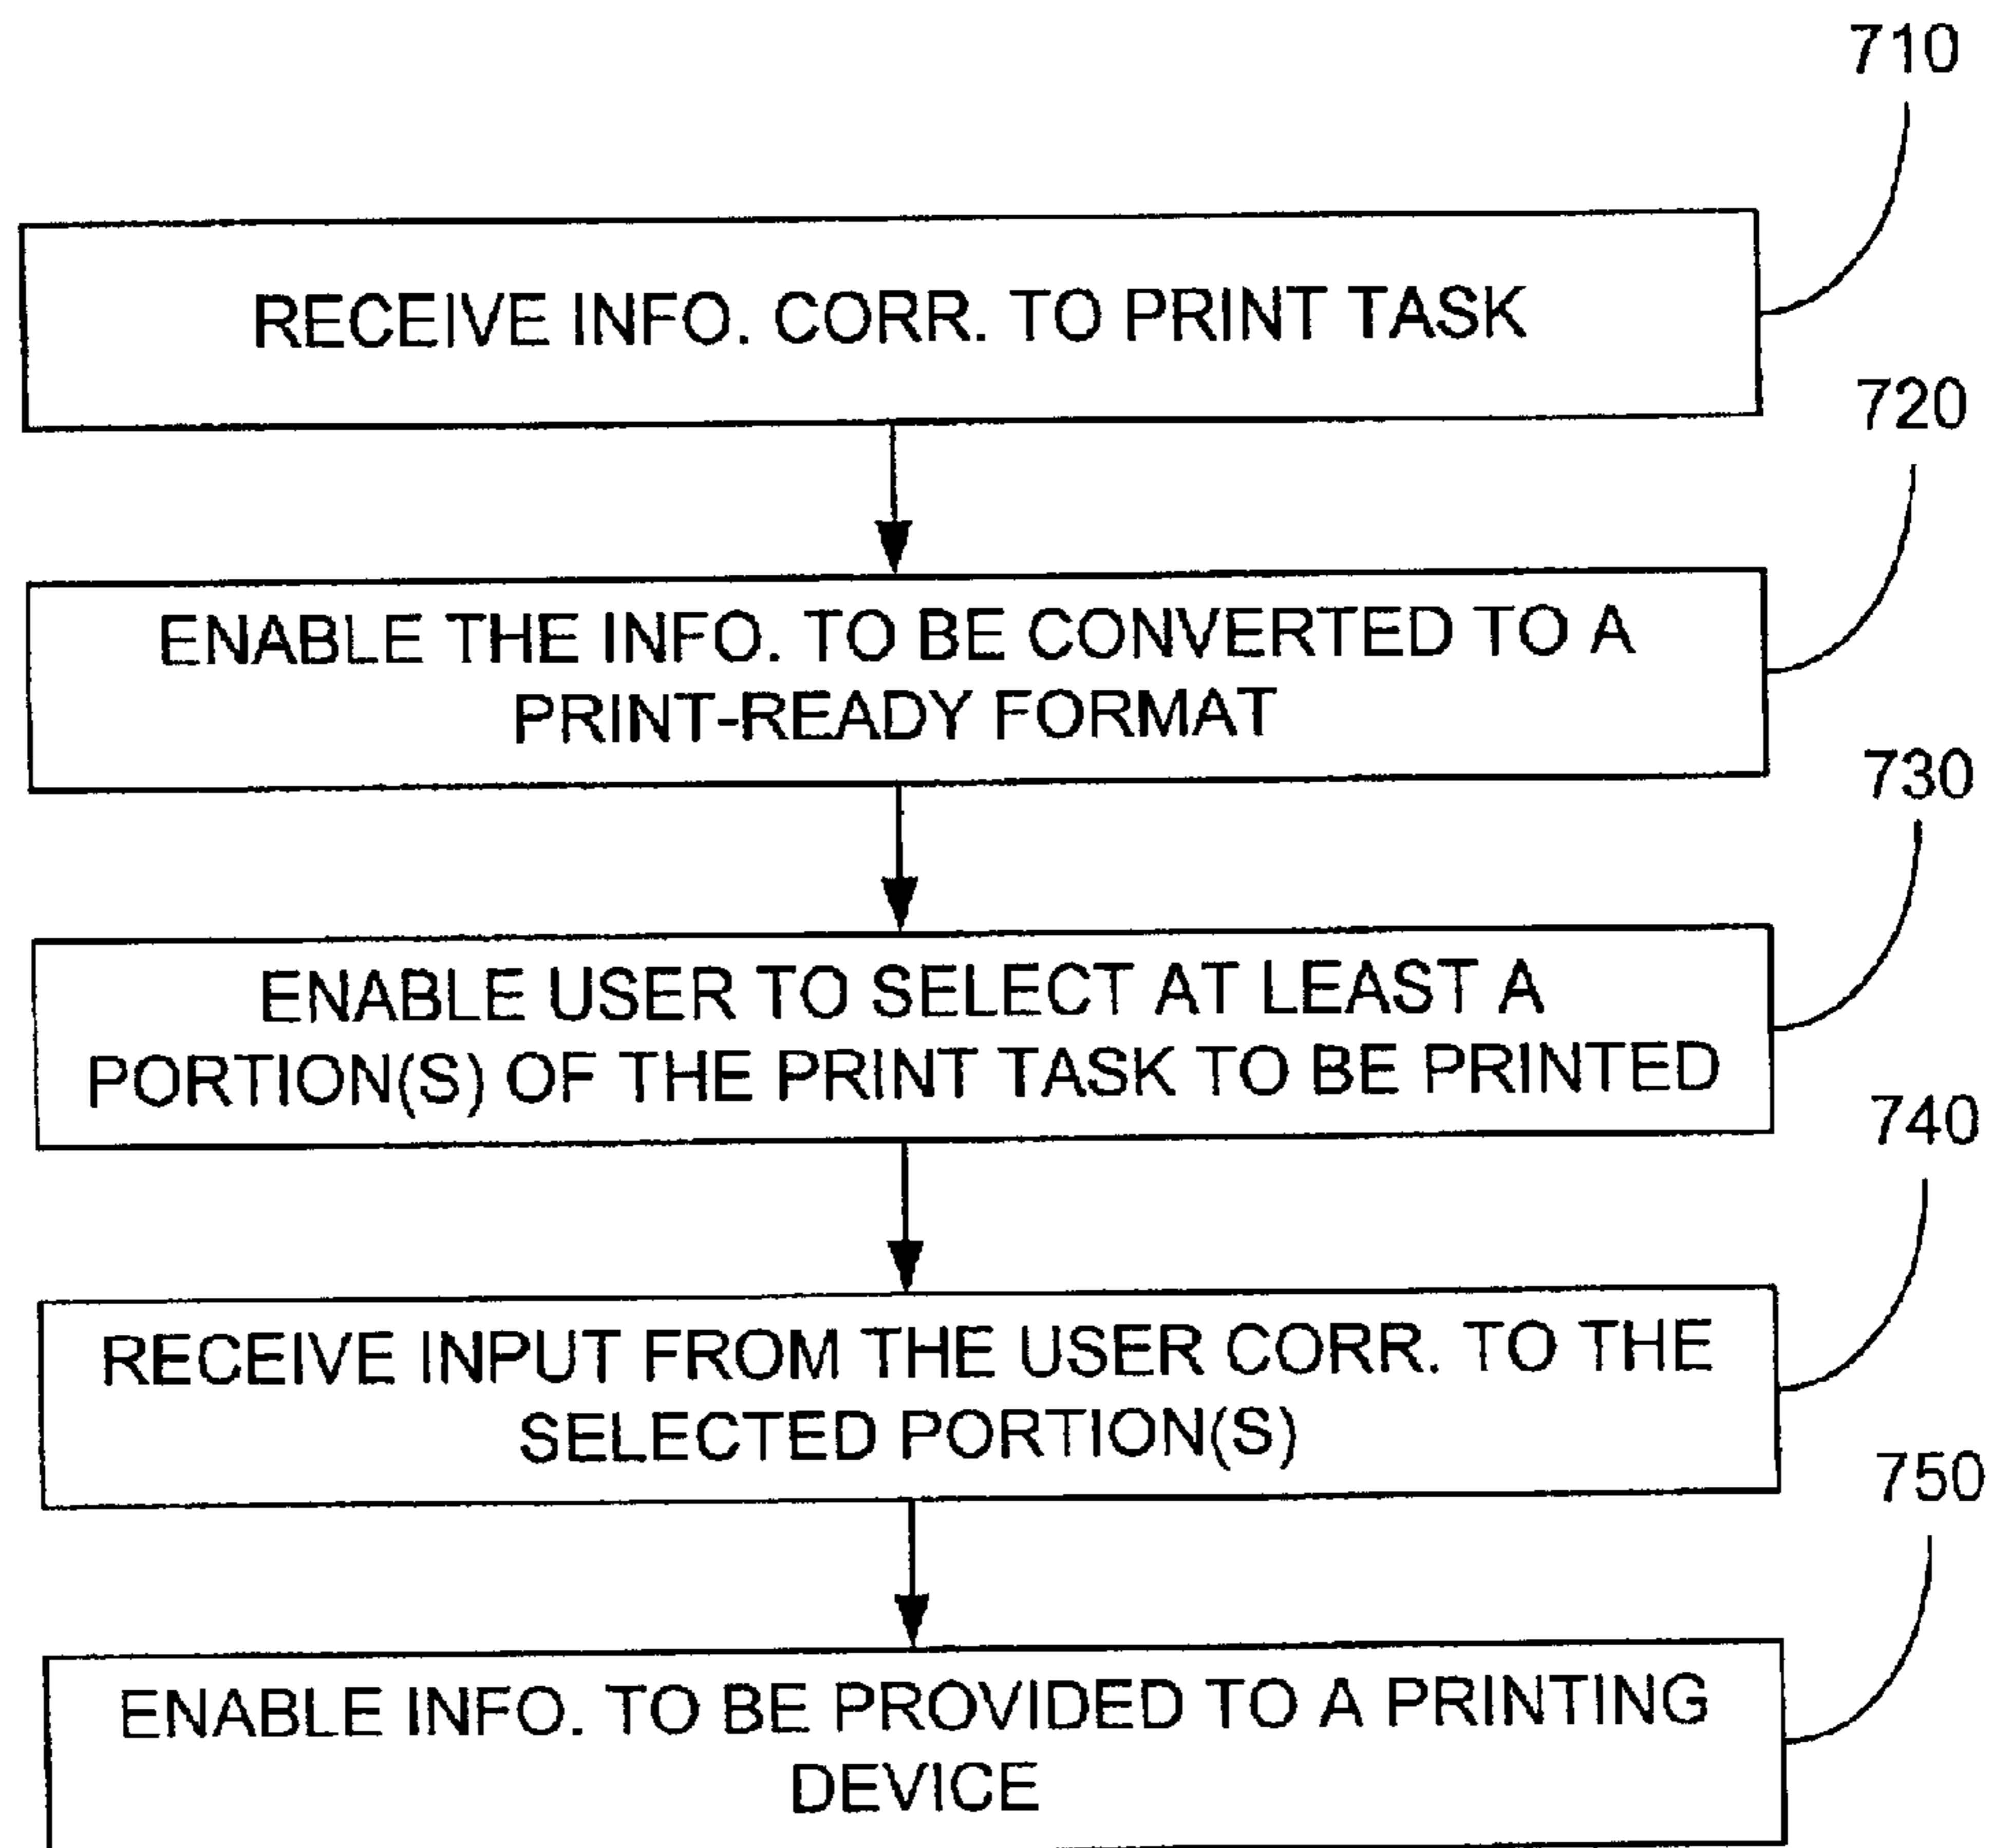 710
RECEIVE INFO. CORR. TO PRINT TASK
720
ENABLE THE INFO. TO BE CONVERTED TO A
PRINT-READY FORMAT
730
ENABLE USER TO SELECT AT LEAST A
PORTION(S) OF THE PRINT TASK TO BE PRINTED
740
RECEIVE INPUT FROM THE USER CORR. TO THE
SELECTED PORTION(S)
750
ENABLE INFO. TO BE PROVIDED TO A PRINTING
DEVICE